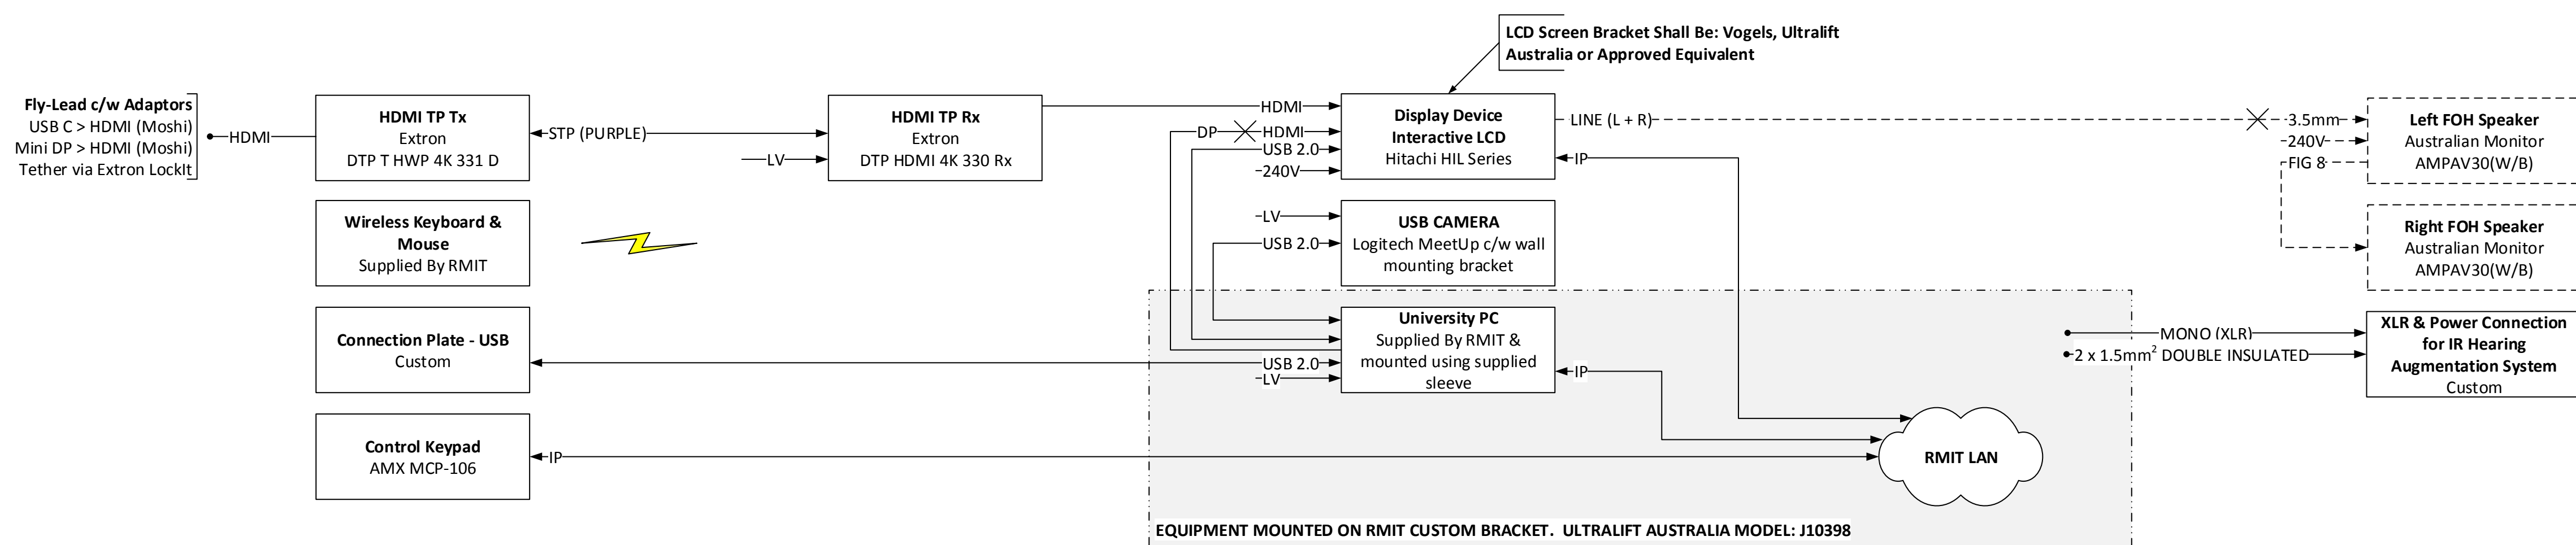 LCD Screen Bracket Shall Be: Vogels, Ultralift
Australia or Approved Equivalent
Fly-Lead c/w Adaptors
USB C > HDMI (Moshi)
Mini DP > HDMI (Moshi)
Tether via Extron LockIt
HDMI
HDMI TP Tx
Extron
DTP T HWP 4K 331 D
STP (PURPLE)
LV
HDMI TP Rx
Extron
DTP HDMI 4K 330 Rx
HDMI
DP
HDMI
USB 2.0
240V
Display Device
Interactive LCD
Hitachi HIL Series
LINE (L + R)
IP
3.5mm
240V
FIG 8
Left FOH Speaker
Australian Monitor
AMPAV30(W/B)
Wireless Keyboard &
Mouse
Supplied By RMIT
LV
USB 2.0
USB CAMERA
Logitech MeetUp c/w wall
mounting bracket
Right FOH Speaker
Australian Monitor
AMPAV30(W/B)
Connection Plate - USB
Custom
USB 2.0
LV
University PC
Supplied By RMIT &
mounted using supplied
sleeve
IP
MONO (XLR)
2 x 1.5mm² DOUBLE INSULATED
XLR & Power Connection
for IR Hearing
Augmentation System
Custom
Control Keypad
AMX MCP-106
IP
RMIT LAN
EQUIPMENT MOUNTED ON RMIT CUSTOM BRACKET.  ULTRALIFT AUSTRALIA MODEL: J10398